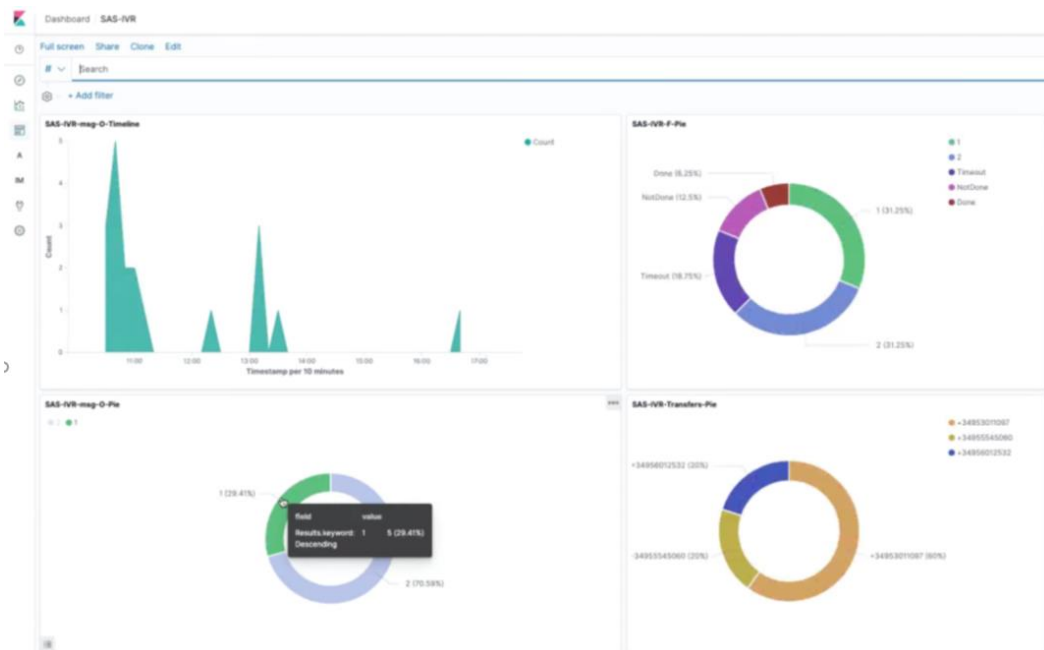 Dashboard SAS-IVR
Full screen Share Clone Edit
Search
+ Add filter
SAS-IVR-msg-O-Timeline
Count
5
4
3
2
1
0
Count
11:00 12:00 13:00 14:00 15:00 16:00 17:00
Timestamp per 10 minutes
SAS-IVR-F-Pie
1
2
Timeout
NotDone
Done
Done (6.25%)
NotDone (12.5%)
1 (31.25%)
Timeout (18.75%)
2 (31.25%)
SAS-IVR-msg-O-Pie
1
1 (29.41%)
field value
Results.keyword: 1 5 (29.41%)
Descending
2 (70.59%)
SAS-IVR-Transfers-Pie
+34953011097
+34955545060
+34956012532
+34956012532 (20%)
+34953011097 (60%)
34955545060 (20%)